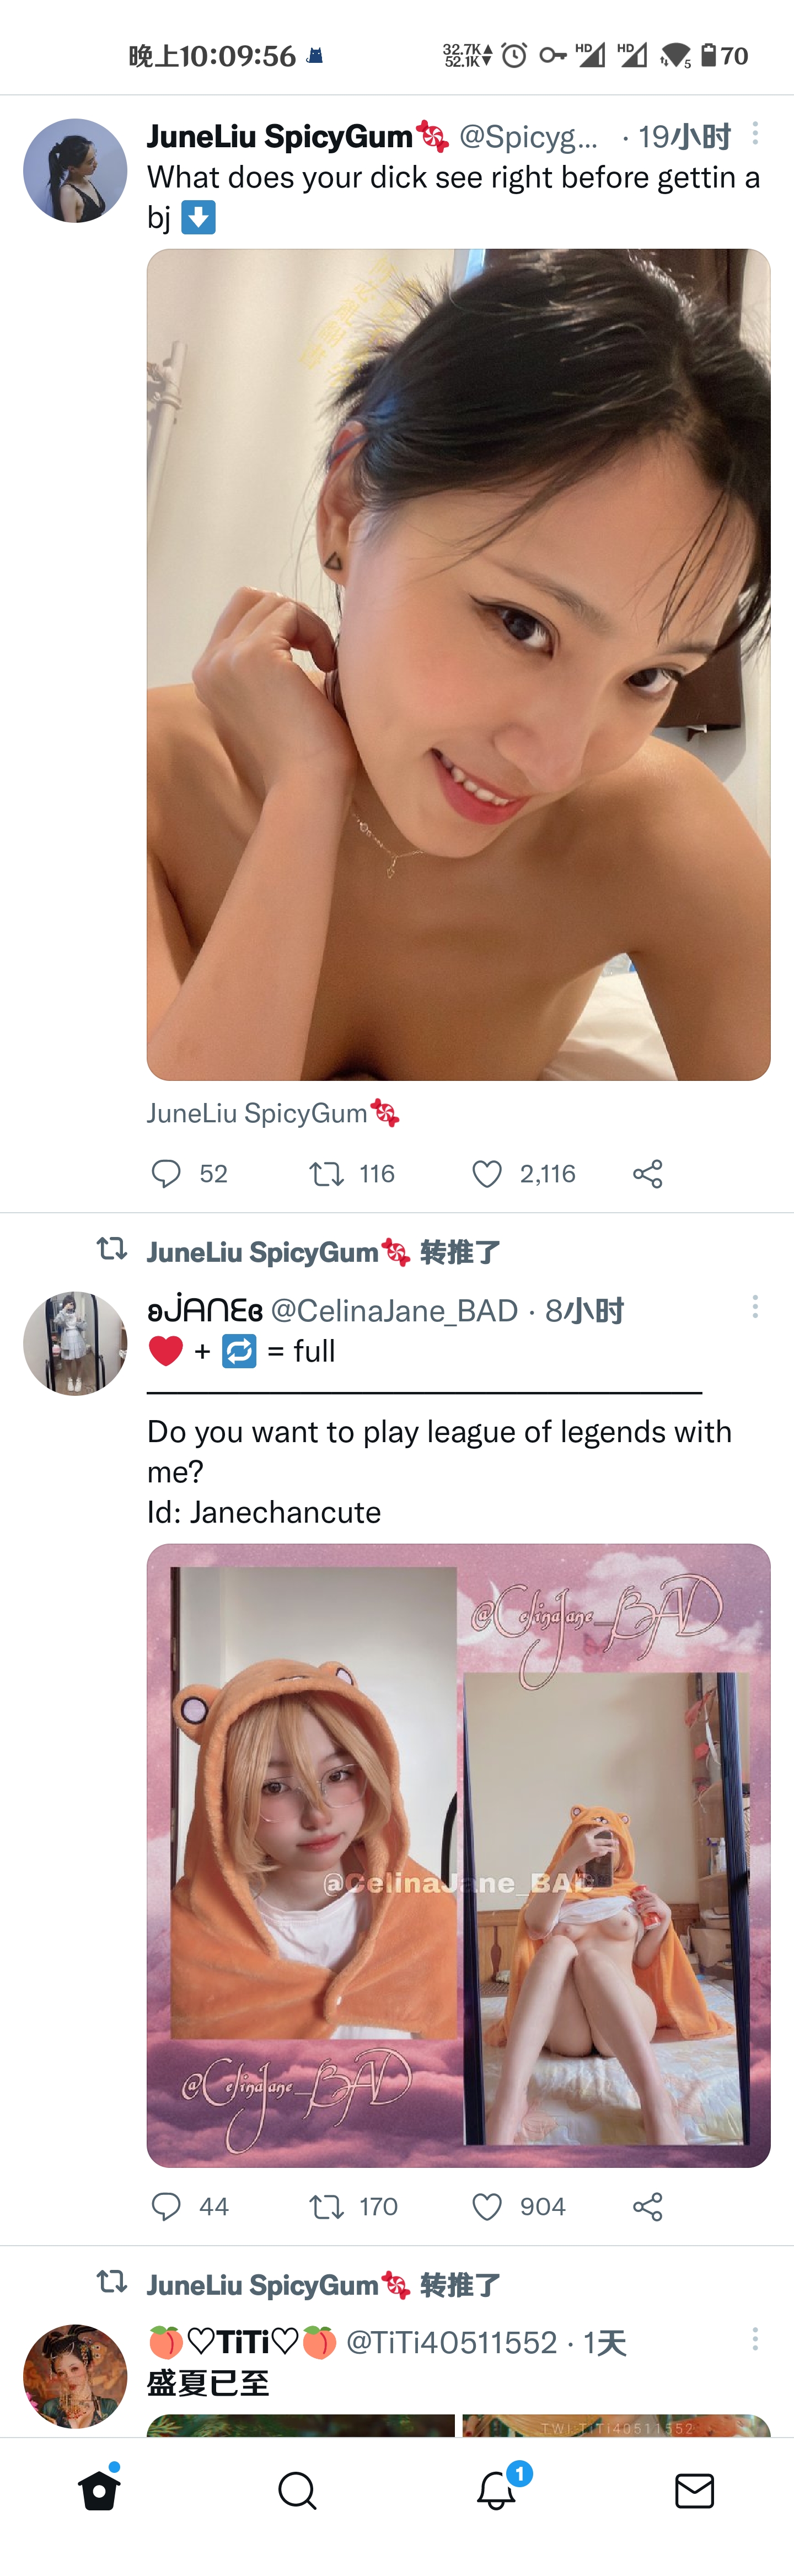 晚上10:09:56
32.7K
52.1K
HD
HD
5
70
JuneLiu SpicyGum @Spicyg... · 19小时
What does your dick see right before gettin a
bj
JuneLiu SpicyGum
52
116
2,116
JuneLiu SpicyGum 转推了
ʚJANEɞ @CelinaJane_BAD · 8小时
+ = full
Do you want to play league of legends with
me?
Id: Janechancute
@CelinaJane_BAD
@CelinaJane_BAD
@CelinaJane_BAD
44
170
904
JuneLiu SpicyGum 转推了
♡TiTi♡ @TiTi40511552 · 1天
盛夏已至
TWI:TiTi40511552
1